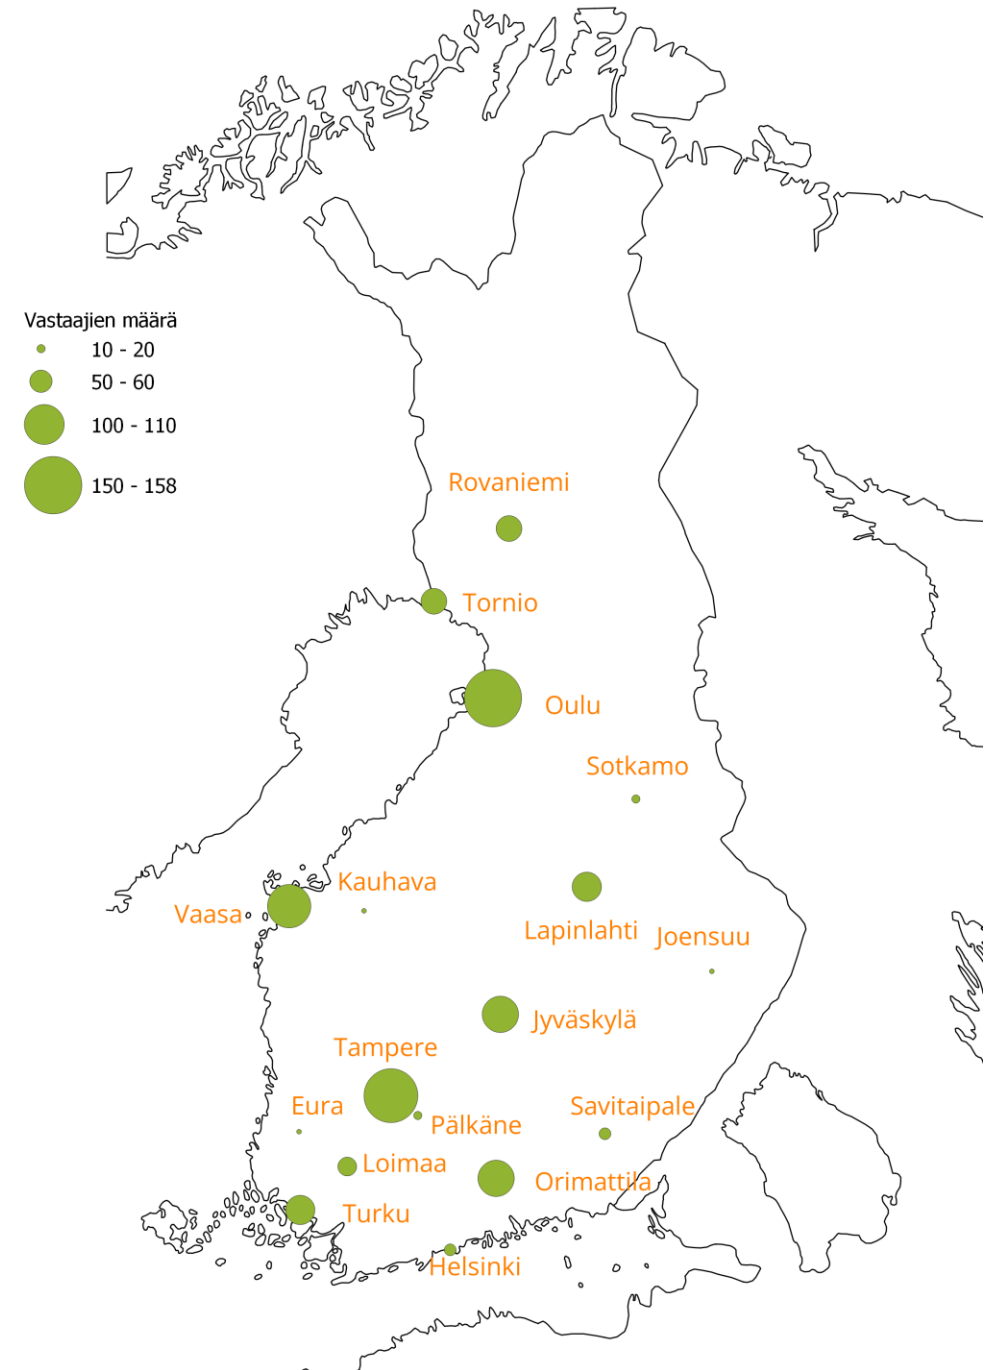 Vastaajien määrä
10 - 20
50 - 60
100 - 110
150 - 158
Rovaniemi
Tornio
Oulu
Sotkamo
Kauhava
Vaasa
Lapinlahti
Joensuu
Jyväskylä
Tampere
Eura
Savitaipale
Pälkäne
Loimaa
Orimattila
Turku
Helsinki